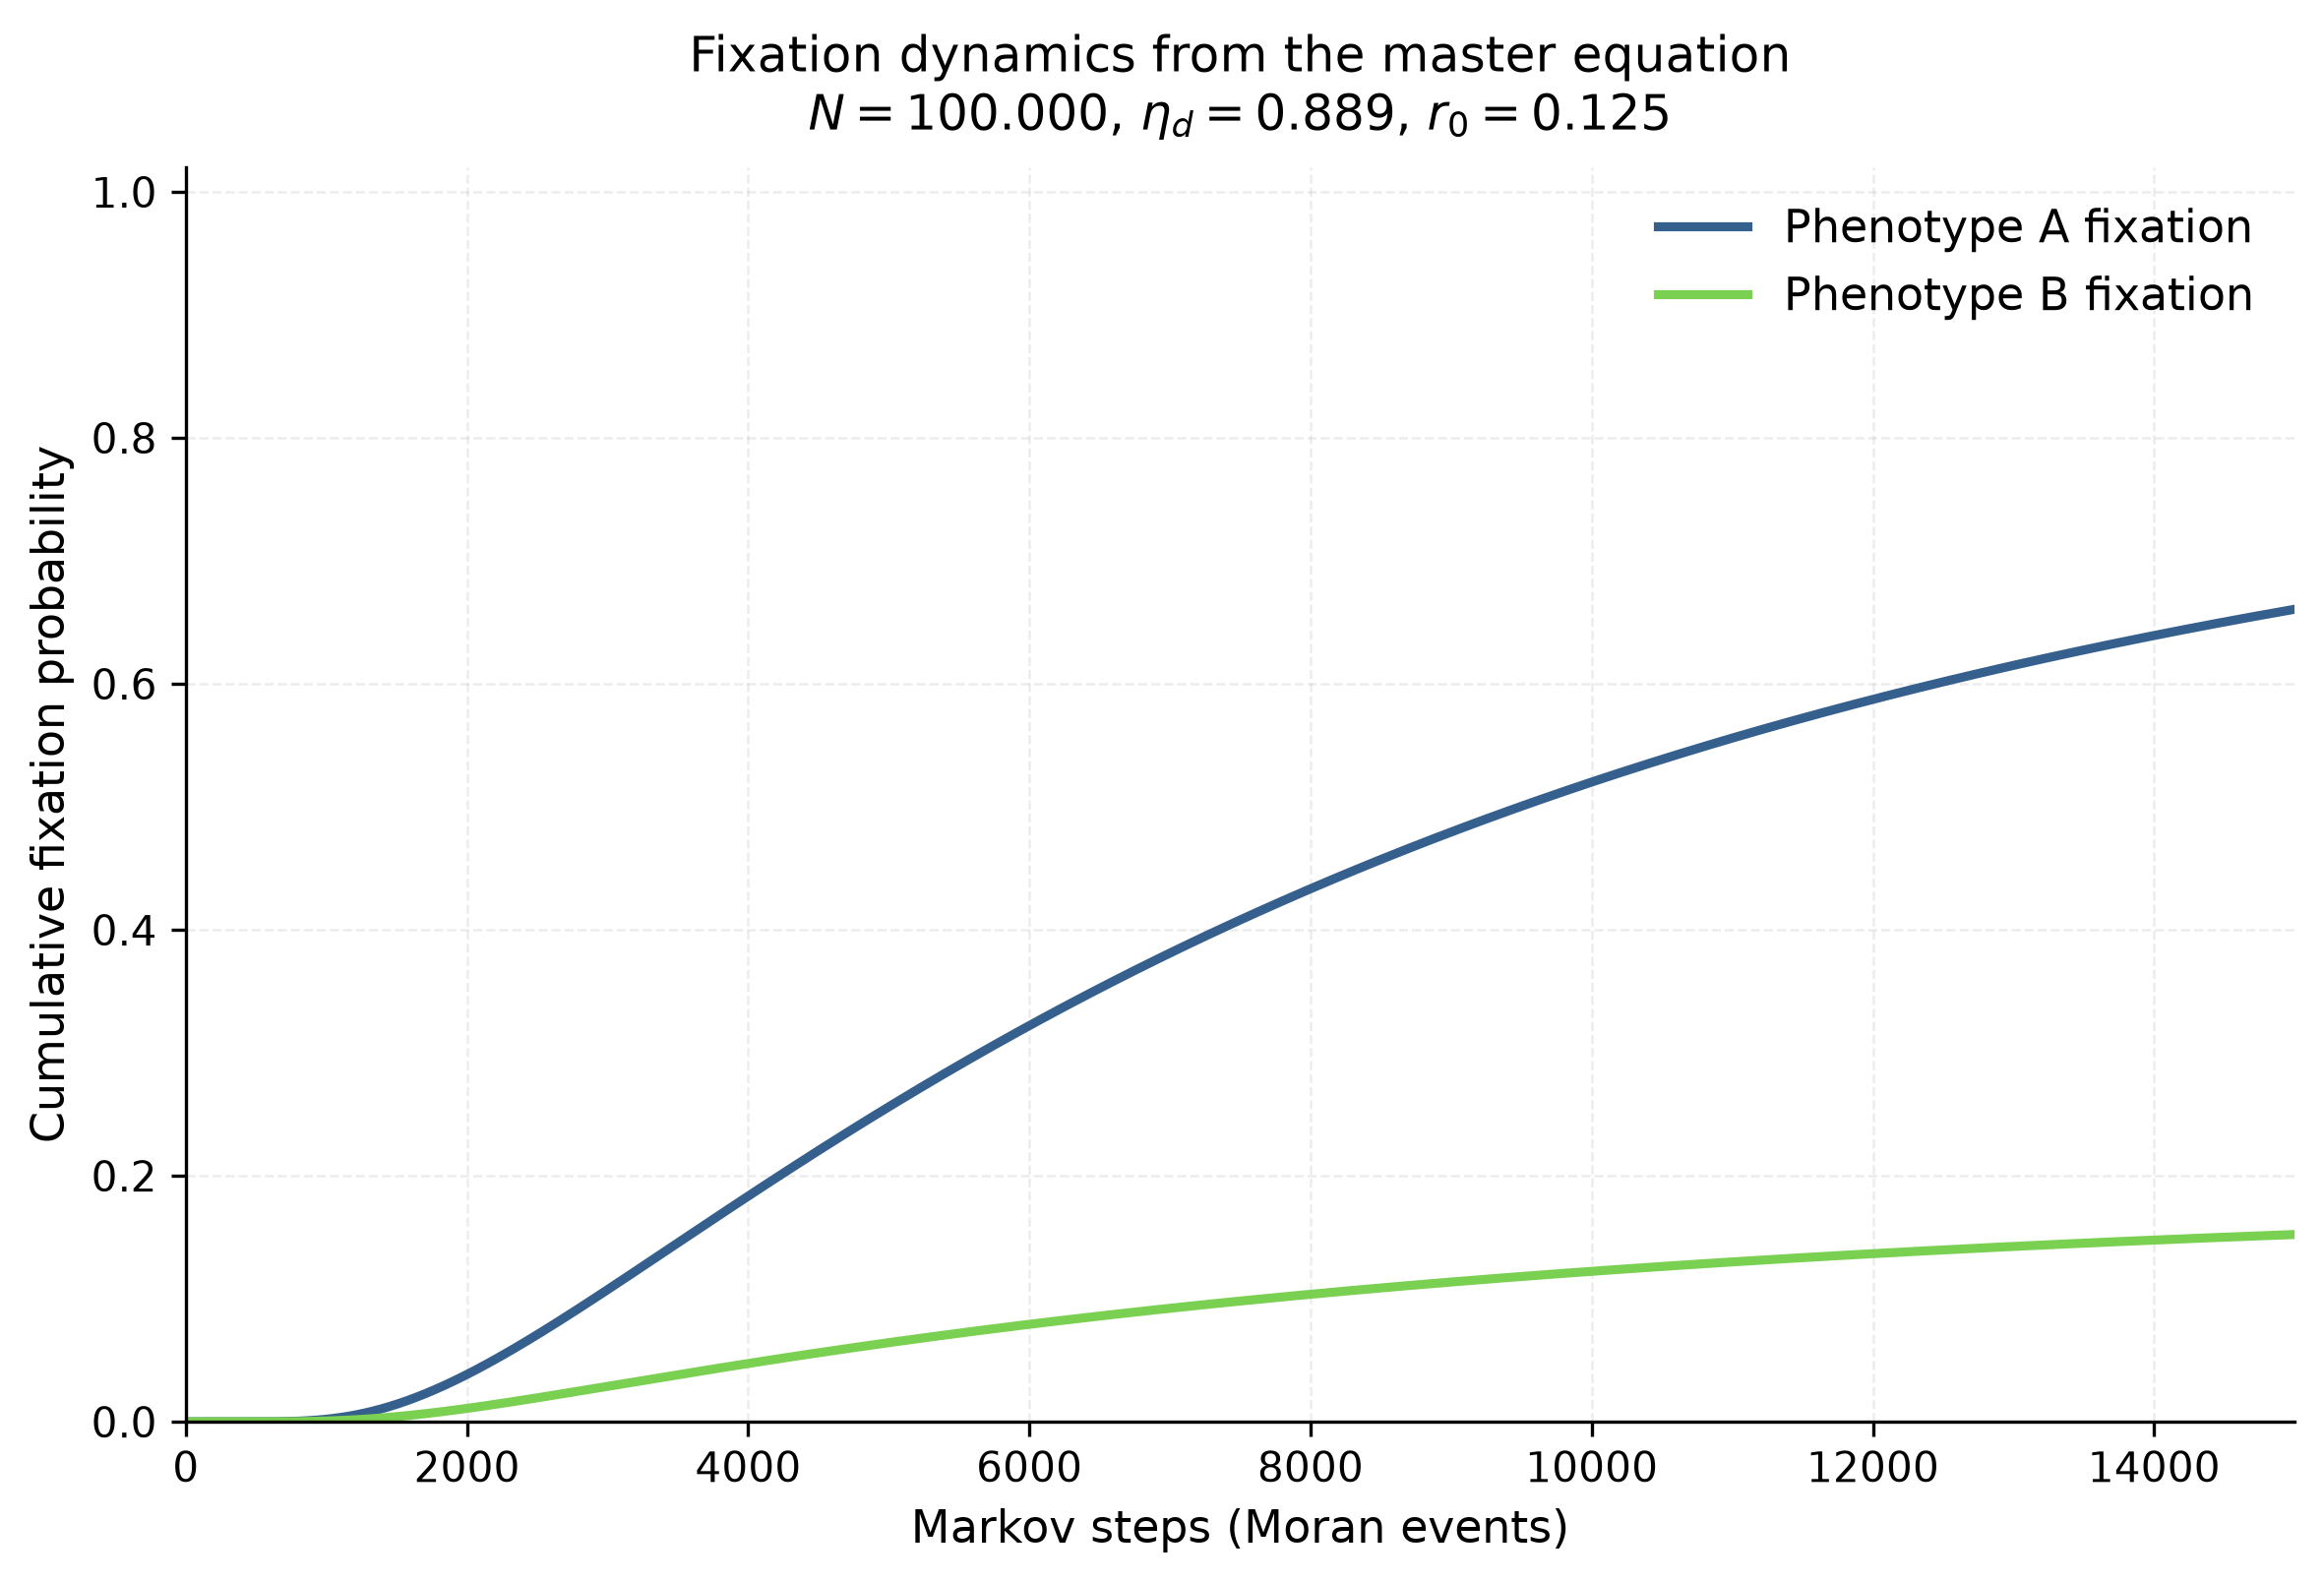 Fixation dynamics from the master equation
N = 100.000, η_d = 0.889, r₀ = 0.125
Phenotype A fixation
Phenotype B fixation
Cumulative fixation probability
1.0
0.8
0.6
0.4
0.2
0.0
0 2000 4000 6000 8000 10000 12000 14000
Markov steps (Moran events)